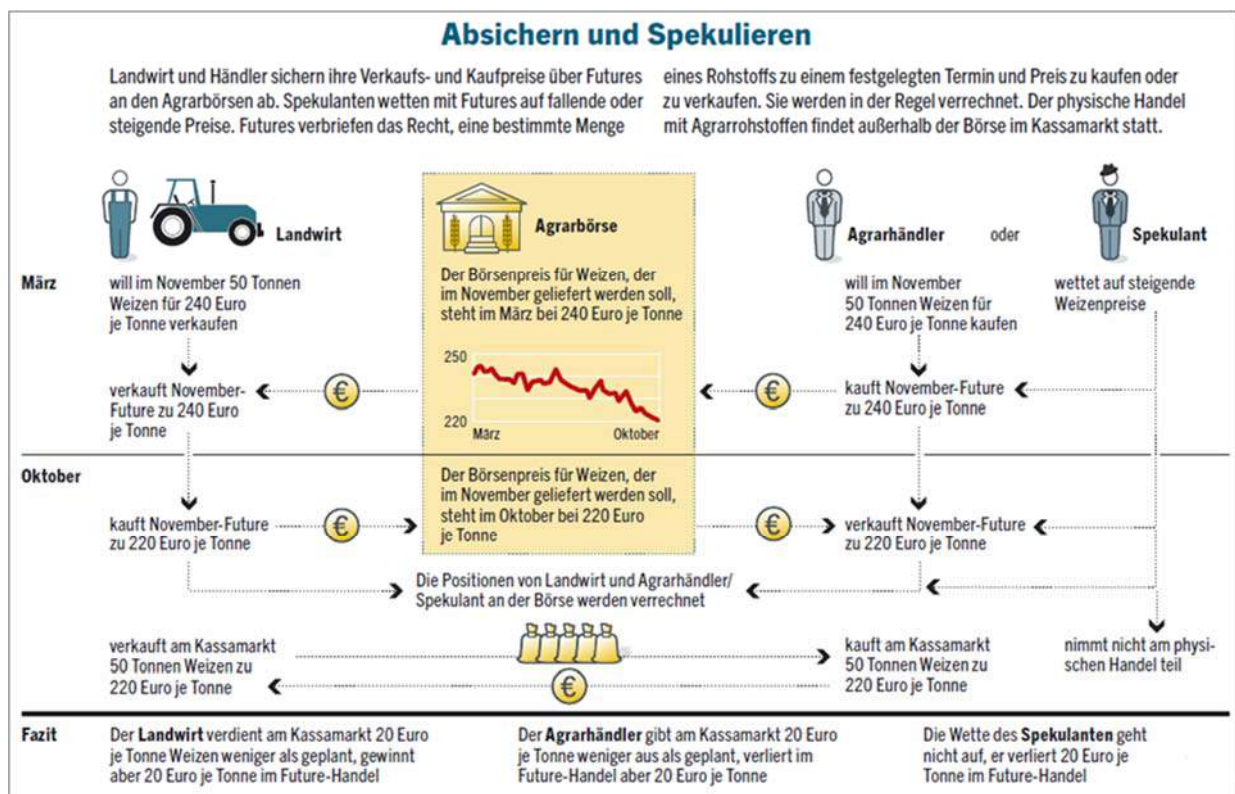 Absichern und Spekulieren
Landwirt und Händler sichern ihre Verkaufs- und Kaufpreise über Futures
an den Agrarbörsen ab. Spekulanten wetten mit Futures auf fallende oder
steigende Preise. Futures verbriefen das Recht, eine bestimmte Menge
eines Rohstoffs zu einem festgelegten Termin und Preis zu kaufen oder
zu verkaufen. Sie werden in der Regel verrechnet. Der physische Handel
mit Agrarrohstoffen findet außerhalb der Börse im Kassamarkt statt.
Landwirt
Agrarbörse
Agrarhändler oder Spekulant
März
will im November 50 Tonnen
Weizen für 240 Euro
je Tonne verkaufen
Der Börsenpreis für Weizen, der
im November geliefert werden soll,
steht im März bei 240 Euro je Tonne
will im November
50 Tonnen Weizen für
240 Euro je Tonne kaufen
wettet auf steigende
Weizenpreise
verkauft November-
Future zu 240 Euro
je Tonne
€
250
220
März Oktober
€
kauft November-Future
zu 240 Euro je Tonne
Oktober
kauft November-Future
zu 220 Euro je Tonne
€
Der Börsenpreis für Weizen, der
im November geliefert werden soll,
steht im Oktober bei 220 Euro
je Tonne
€
verkauft November-Future
zu 220 Euro je Tonne
Die Positionen von Landwirt und Agrarhändler/
Spekulant an der Börse werden verrechnet
verkauft am Kassamarkt
50 Tonnen Weizen zu
220 Euro je Tonne
€
kauft am Kassamarkt
50 Tonnen Weizen zu
220 Euro je Tonne
nimmt nicht am physi-
schen Handel teil
Fazit
Der Landwirt verdient am Kassamarkt 20 Euro
je Tonne Weizen weniger als geplant, gewinnt
aber 20 Euro je Tonne im Future-Handel
Der Agrarhändler gibt am Kassamarkt 20 Euro
je Tonne weniger aus als geplant, verliert im
Future-Handel aber 20 Euro je Tonne
Die Wette des Spekulanten geht
nicht auf, er verliert 20 Euro je
Tonne im Future-Handel